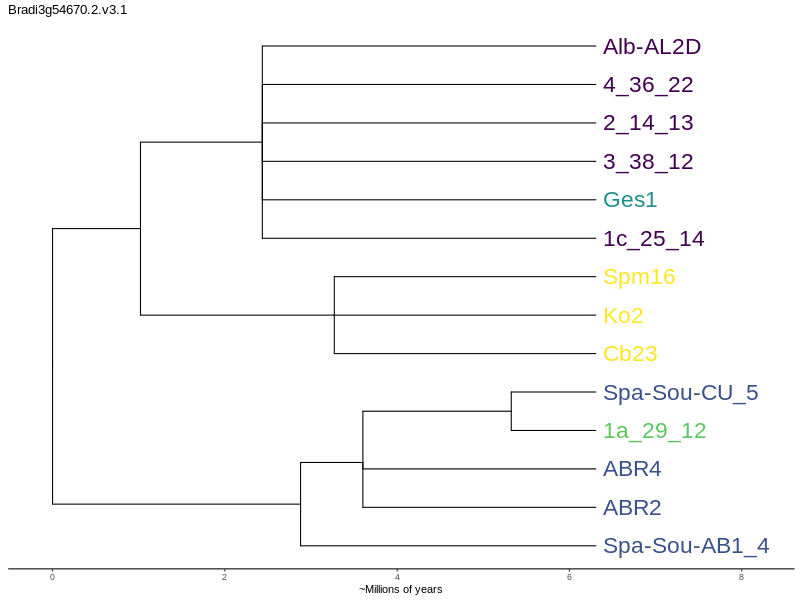 Bradi3g54670.2.v3.1
Alb-AL2D
4_36_22
2_14_13
3_38_12
Ges1
1c_25_14
Spm16
Ko2
Cb23
Spa-Sou-CU_5
1a_29_12
ABR4
ABR2
Spa-Sou-AB1_4
0 2 4 6 8
~Millions of years